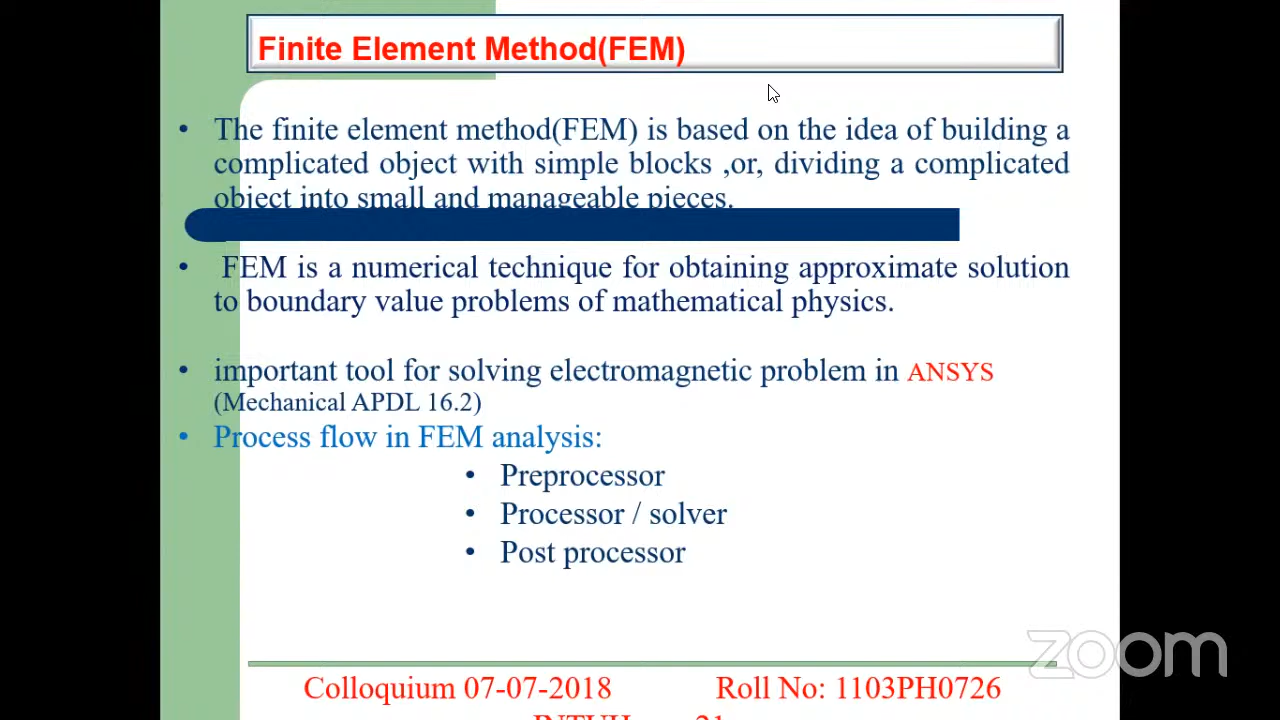 Finite Element Method(FEM)
• The finite element method(FEM) is based on the idea of building a
complicated object with simple blocks ,or, dividing a complicated
object into small and manageable pieces.
• FEM is a numerical technique for obtaining approximate solution
to boundary value problems of mathematical physics.
• important tool for solving electromagnetic problem in ANSYS
(Mechanical APDL 16.2)
• Process flow in FEM analysis:
• Preprocessor
• Processor / solver
• Post processor
zoom
Colloquium 07-07-2018 Roll No: 1103PH0726